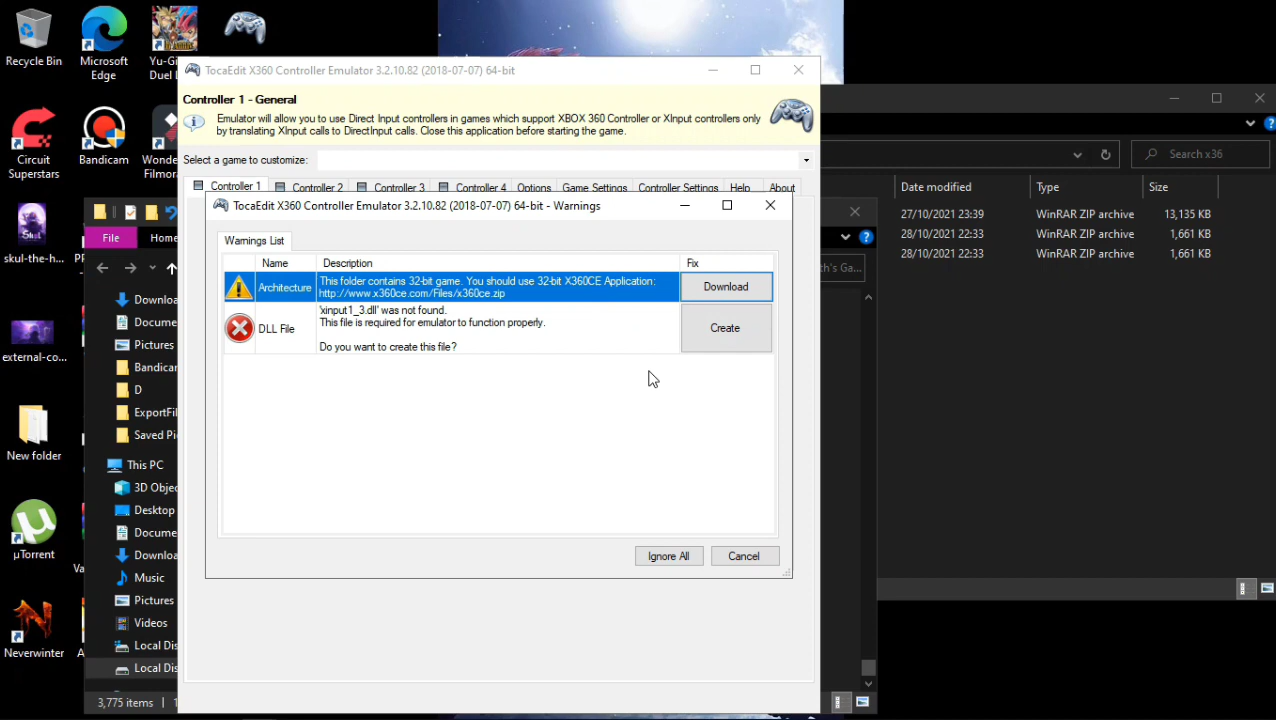 Recycle Bin
Microsoft
Edge
Yu-Gi
Duel
Circuit
Superstars
Bandicam
Wonde
Filmora
skul-the-h...
external-co...
New folder
µTorrent
Neverwinter
TocaEdit X360 Controller Emulator 3.2.10.82 (2018-07-07) 64-bit
Controller 1 - General
Emulator will allow you to use Direct Input controllers in games which support XBOX 360 Controller or XInput controllers only
by translating XInput calls to DirectInput calls. Close this application before starting the game.
Select a game to customize:
Controller 1
Controller 2
Controller 3
Controller 4
Options
Game Settings
Controller Settings
Help
About
TocaEdit X360 Controller Emulator 3.2.10.82 (2018-07-07) 64-bit - Warnings
Warnings List
Name
Description
Fix
Architecture
This folder contains 32-bit game. You should use 32-bit X360CE Application:
http://www.x360ce.com/Files/x360ce.zip
Download
DLL File
'xinput1_3.dll' was not found.
This file is required for emulator to function properly.
Do you want to create this file?
Create
Ignore All
Cancel
File
Home
Downloa
Docume
Pictures
Bandicar
D
ExportFil
Saved Pi
This PC
3D Objec
Desktop
Docume
Downloa
Music
Pictures
Videos
Local Dis
Local Dis
3,775 items
th's Ga...
Search x36
Date modified
Type
Size
27/10/2021 23:39
WinRAR ZIP archive
13,135 KB
28/10/2021 22:33
WinRAR ZIP archive
1,661 KB
28/10/2021 22:33
WinRAR ZIP archive
1,661 KB